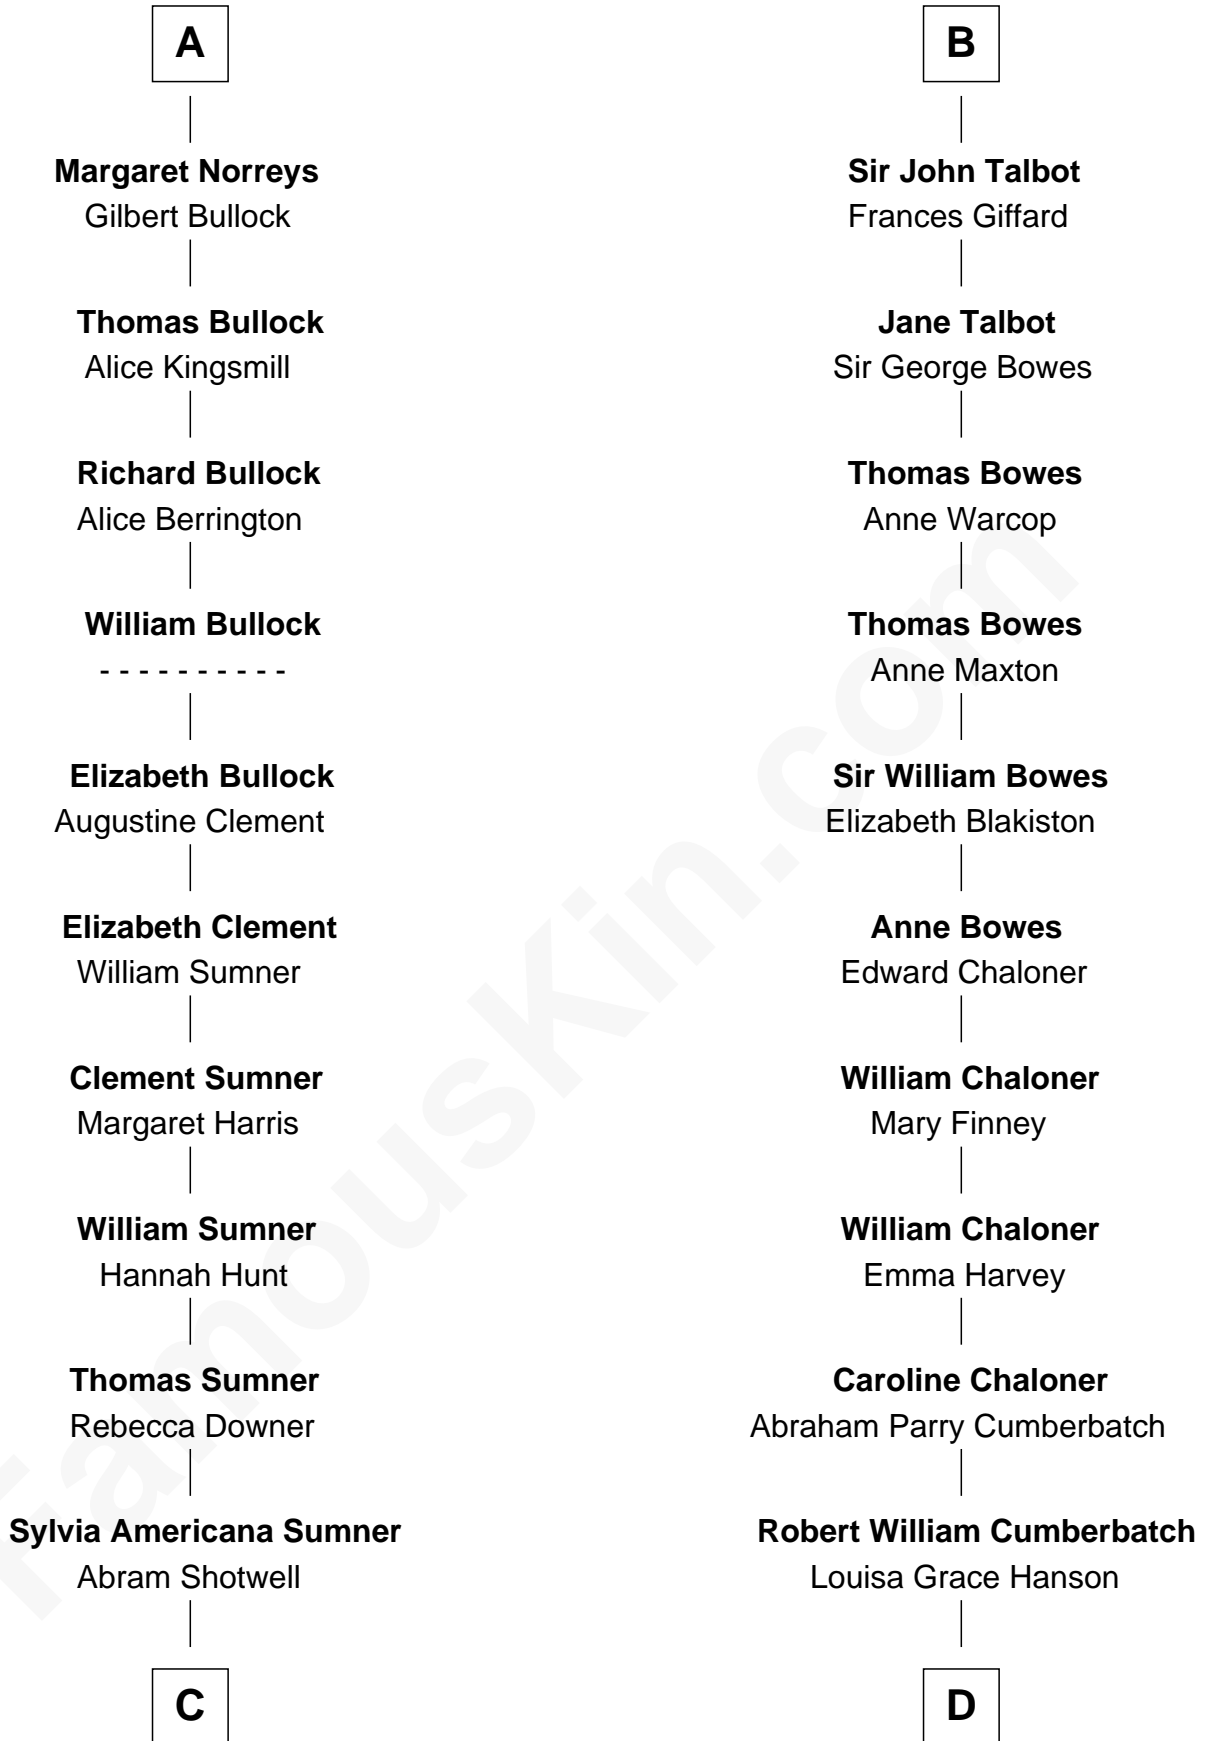 A
Margaret Norreys
Gilbert Bullock
Thomas Bullock
Alice Kingsmill
Richard Bullock
Alice Berrington
William Bullock
- - - - - - - - - -
Elizabeth Bullock
Augustine Clement
Elizabeth Clement
William Sumner
Clement Sumner
Margaret Harris
William Sumner
Hannah Hunt
Thomas Sumner
Rebecca Downer
Sylvia Americana Sumner
Abram Shotwell
C
B
Sir John Talbot
Frances Giffard
Jane Talbot
Sir George Bowes
Thomas Bowes
Anne Warcop
Thomas Bowes
Anne Maxton
Sir William Bowes
Elizabeth Blakiston
Anne Bowes
Edward Chaloner
William Chaloner
Mary Finney
William Chaloner
Emma Harvey
Caroline Chaloner
Abraham Parry Cumberbatch
Robert William Cumberbatch
Louisa Grace Hanson
D
FamousKin.com